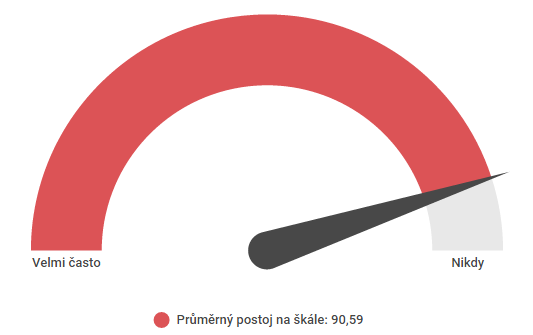 Velmi často
Nikdy
Průměrný postoj na škále: 90,59